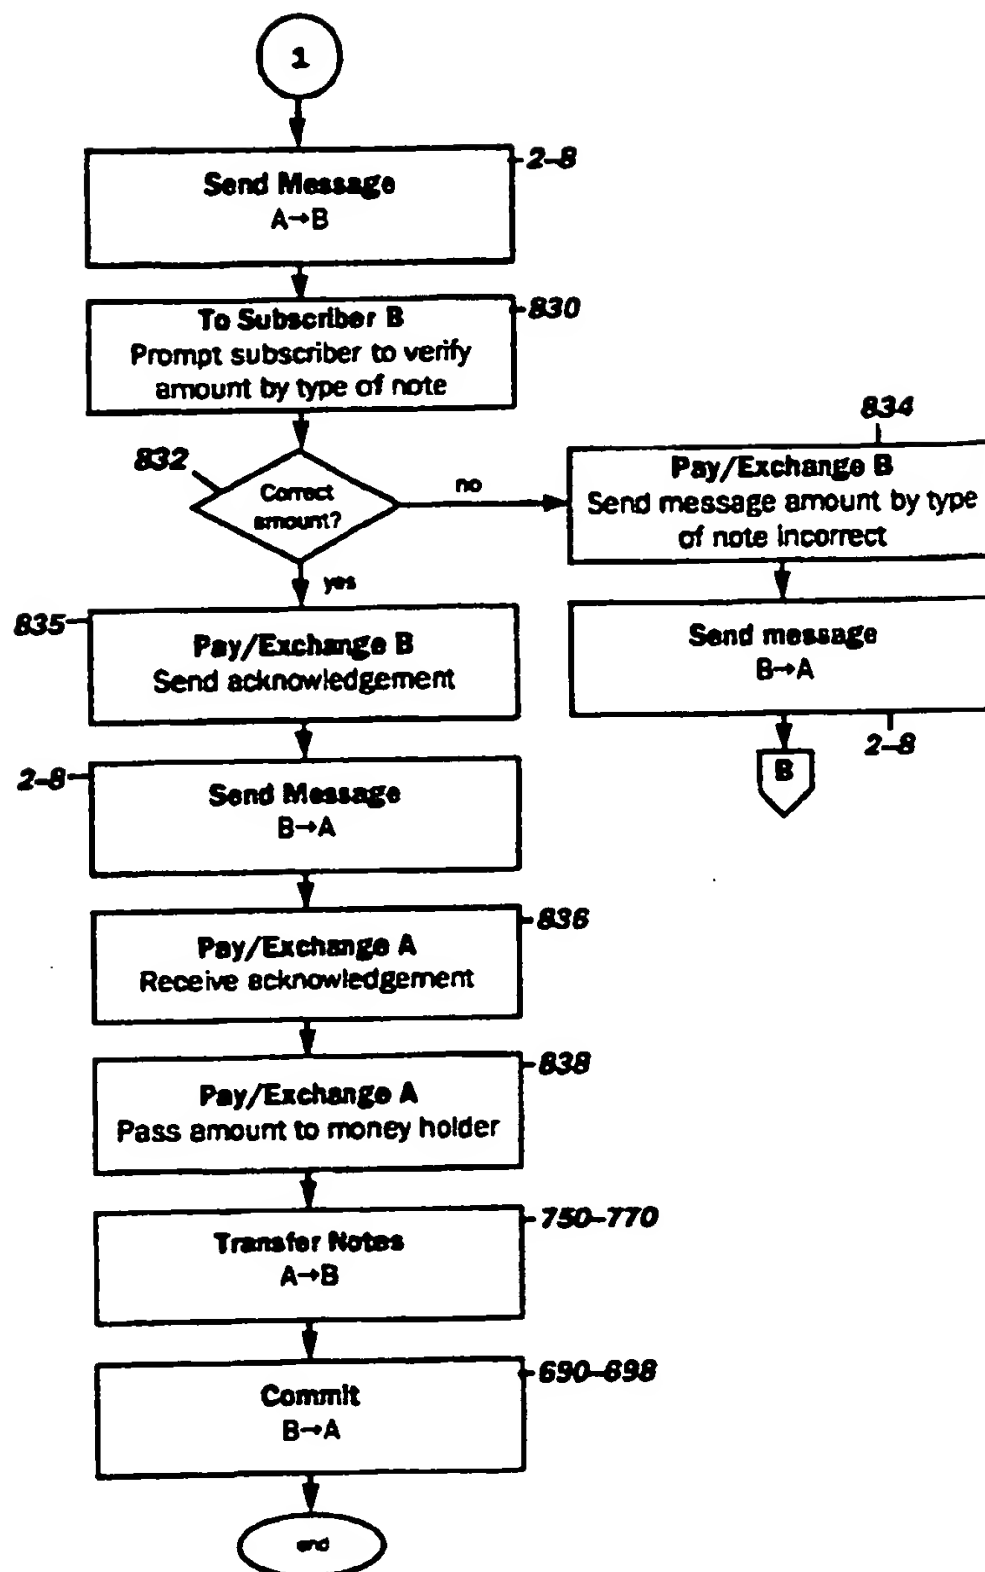 1
Send Message
A→B
2-8
To Subscriber B
Prompt subscriber to verify
amount by type of note
830
832
Correct
amount?
no
yes
834
Pay/Exchange B
Send message amount by type
of note incorrect
Send message
B→A
2-8
B
835
Pay/Exchange B
Send acknowledgement
2-8
Send Message
B→A
Pay/Exchange A
Receive acknowledgement
836
Pay/Exchange A
Pass amount to money holder
838
Transfer Notes
A→B
750-770
Commit
B→A
690-698
end